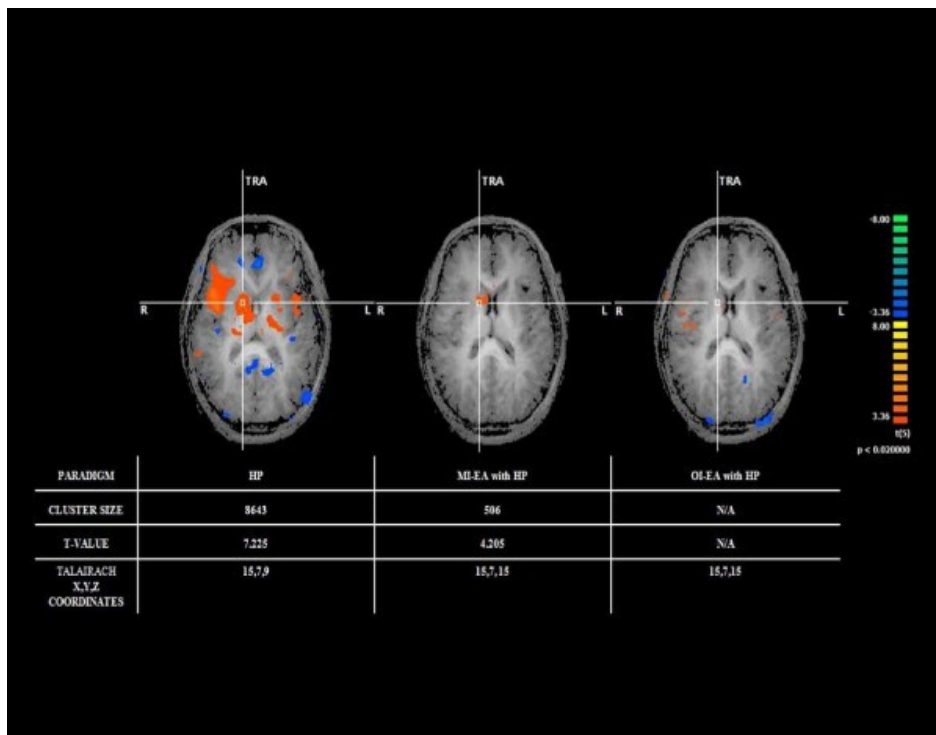 TRA TRA TRA
R L R L R L
-8.00
-3.36
8.00
3.36
t(5)
p < 0.020000
PARADIGM HP MI-EA with HP OI-EA with HP
CLUSTER SIZE 8643 506 N/A
T-VALUE 7.225 4.205 N/A
TALAIRACH 15,7,9 15,7,15 15,7,15
X,Y,Z
COORDINATES